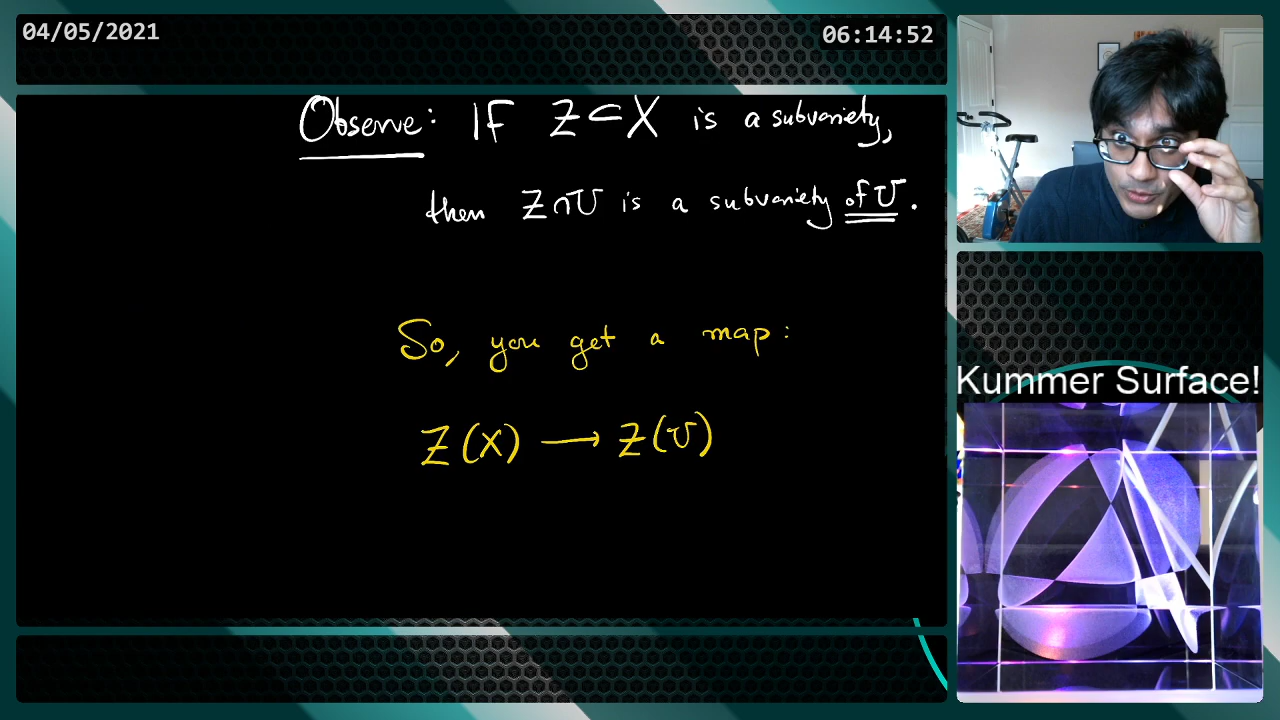 04/05/2021
06:14:52
Observe: IF Z⊂X is a subvariety,
then Z∩U is a subvariety of U.
So, you get a map:
Z(X) ⟶ Z(U)
Kummer Surface!